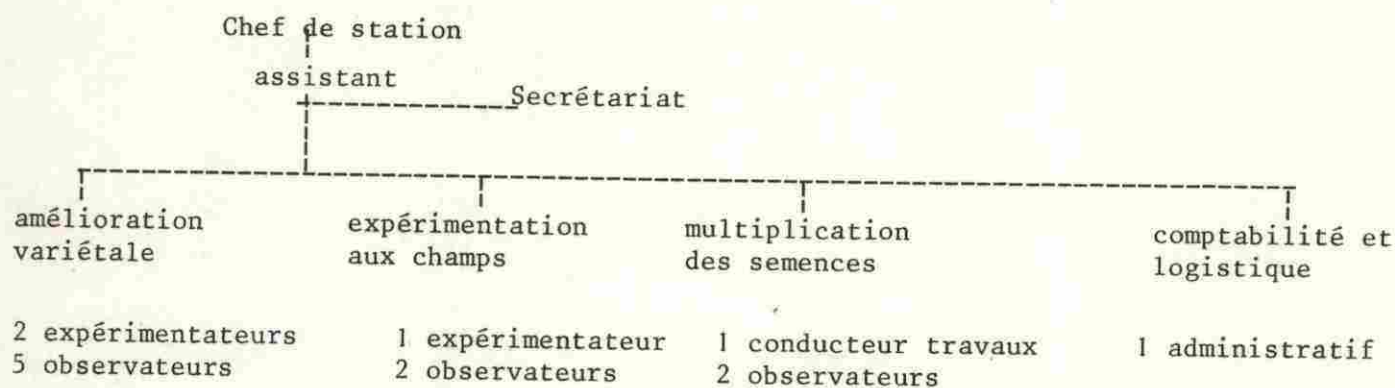 Chef de station
assistant
Secrétariat
amélioration
variétale
expérimentation
aux champs
multiplication
des semences
comptabilité et
logistique
2 expérimentateurs
5 observateurs
1 expérimentateur
2 observateurs
1 conducteur travaux
2 observateurs
1 administratif